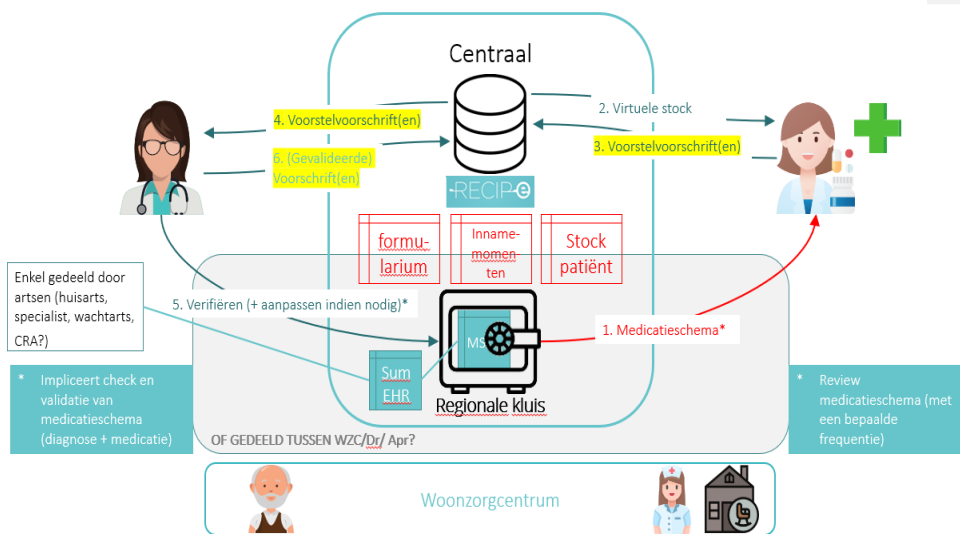 Centraal
4. Voorstelvoorschrift(en)
2. Virtuele stock
3. Voorstelvoorschrift(en)
6. (Gevalideerde)
Voorschrift(en)
RECIP-E
formu-
larium
Inname-
momen-
ten
Stock
patiënt
Enkel gedeeld door
artsen (huisarts,
specialist, wachtarts,
CRA?)
5. Verifiëren (+ aanpassen indien nodig)*
1. Medicatieschema*
MS
Sum
EHR
Regionale kluis
* Impliceert check en
validatie van
medicatieschema
(diagnose + medicatie)
* Review
medicatieschema (met
een bepaalde
frequentie)
OF GEDEELD TUSSEN WZC/Dr/ Apr?
Woonzorgcentrum